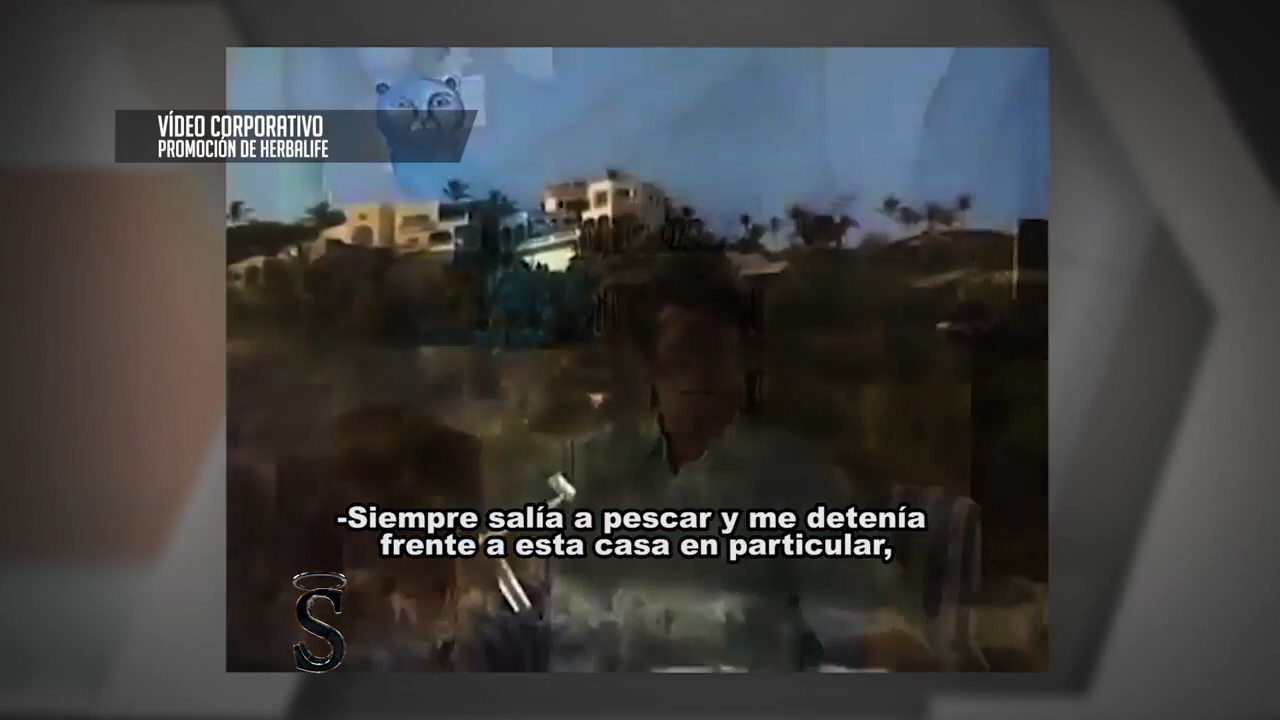 VÍDEO CORPORATIVO
PROMOCIÓN DE HERBALIFE
-Siempre salía a pescar y me detenía
frente a esta casa en particular,
S